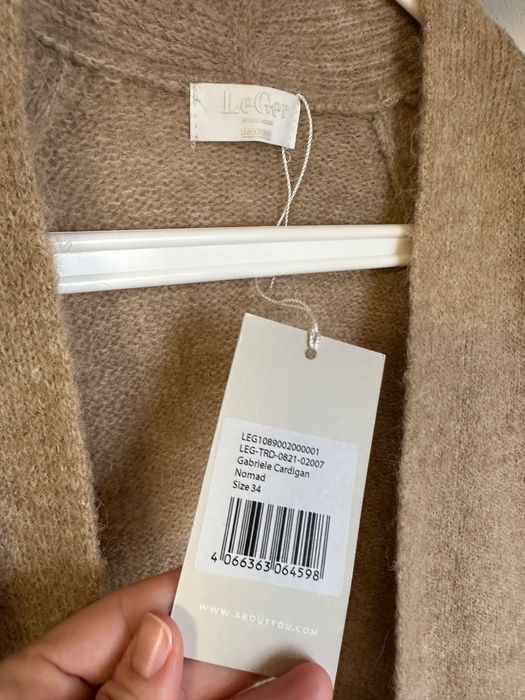 LeGer
ABOUT YOU
LEG1089002000001
LEG-TRD-0821-02007
Gabriele Cardigan
Nomad
Size 34
4 066363 064598
WWW.ABOUTYOU.COM